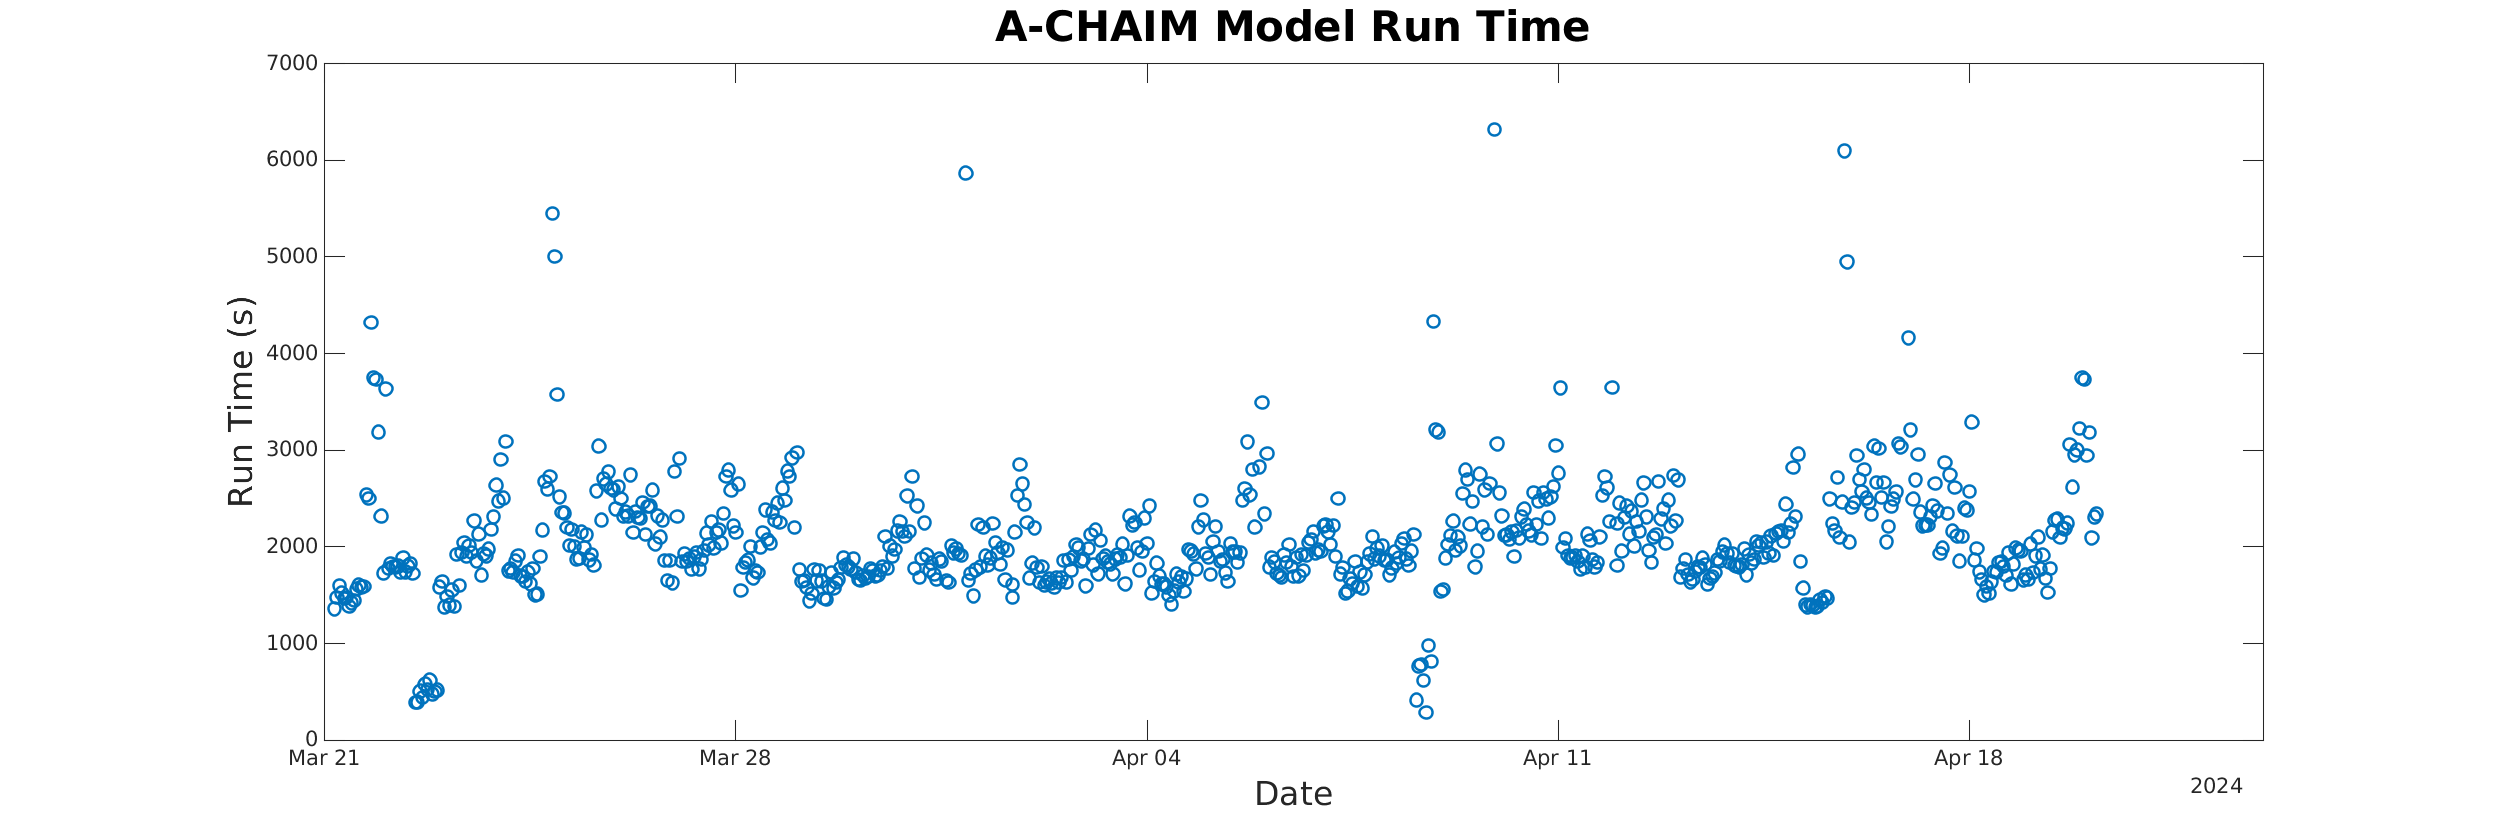 A-CHAIM Model Run Time
7000
6000
5000
4000
3000
2000
1000
0
Run Time (s)
Mar 21 Mar 28 Apr 04 Apr 11 Apr 18
2024
Date